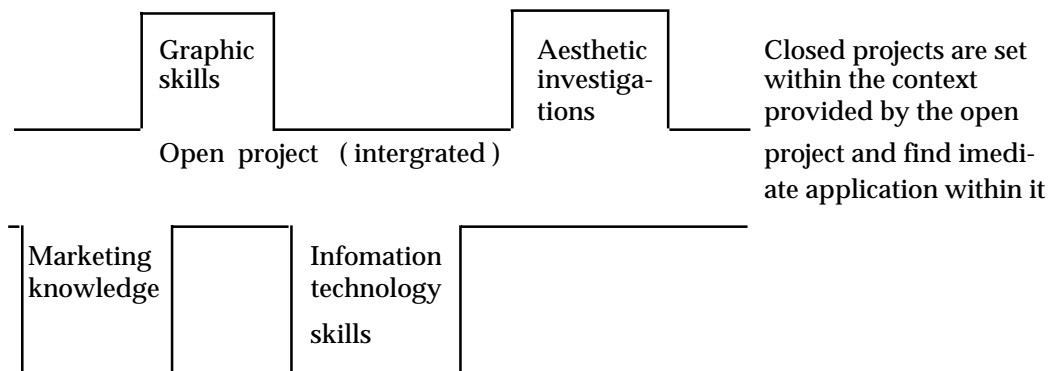 Graphic
skills
Aesthetic
investiga-
tions
Closed projects are set
within the context
provided by the open
project and find imedi-
ate application within it
Open project ( intergrated )
Marketing
knowledge
Infomation
technology
skills